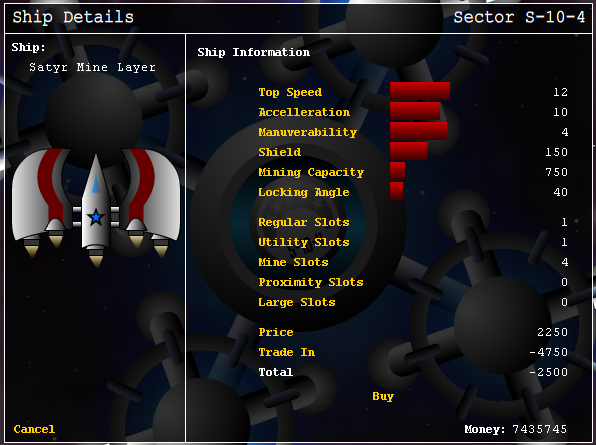 Ship Details Sector S-10-4
Ship:
Satyr Mine Layer
Ship Information
Top Speed 12
Accelleration 10
Manuverability 4
Shield 150
Mining Capacity 750
Locking Angle 40
Regular Slots 1
Utility Slots 1
Mine Slots 4
Proximity Slots 0
Large Slots 0
Price 2250
Trade In -4750
Total -2500
Buy
Cancel Money: 7435745